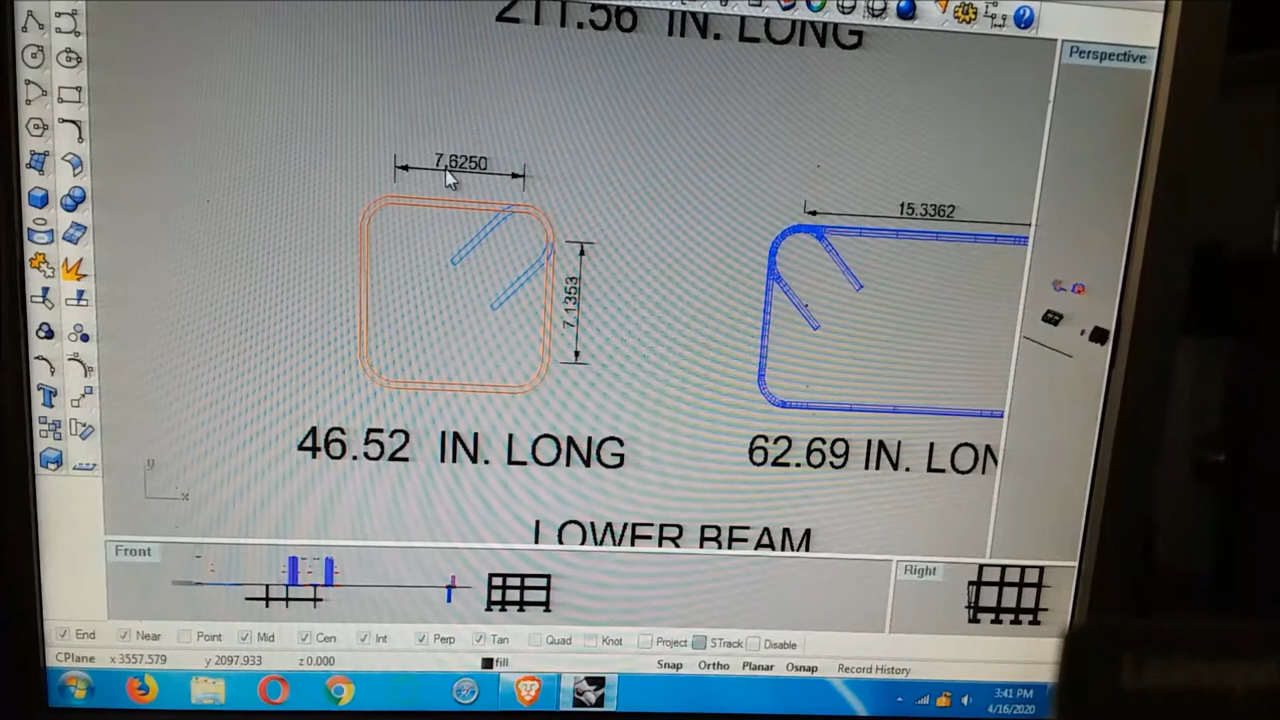 211.56 IN. LONG
Perspective
7.6250
15.3362
7.1353
46.52 IN. LONG
62.69 IN. LON
y
x
LOWER BEAM
Front
Right
End Near Point Mid Cen Int Perp Tan Quad Knot Project STrack Disable
CPlane x 3557.579 y 2097.933 z 0.000 fill Snap Ortho Planar Osnap Record History
3:41 PM
4/16/2020